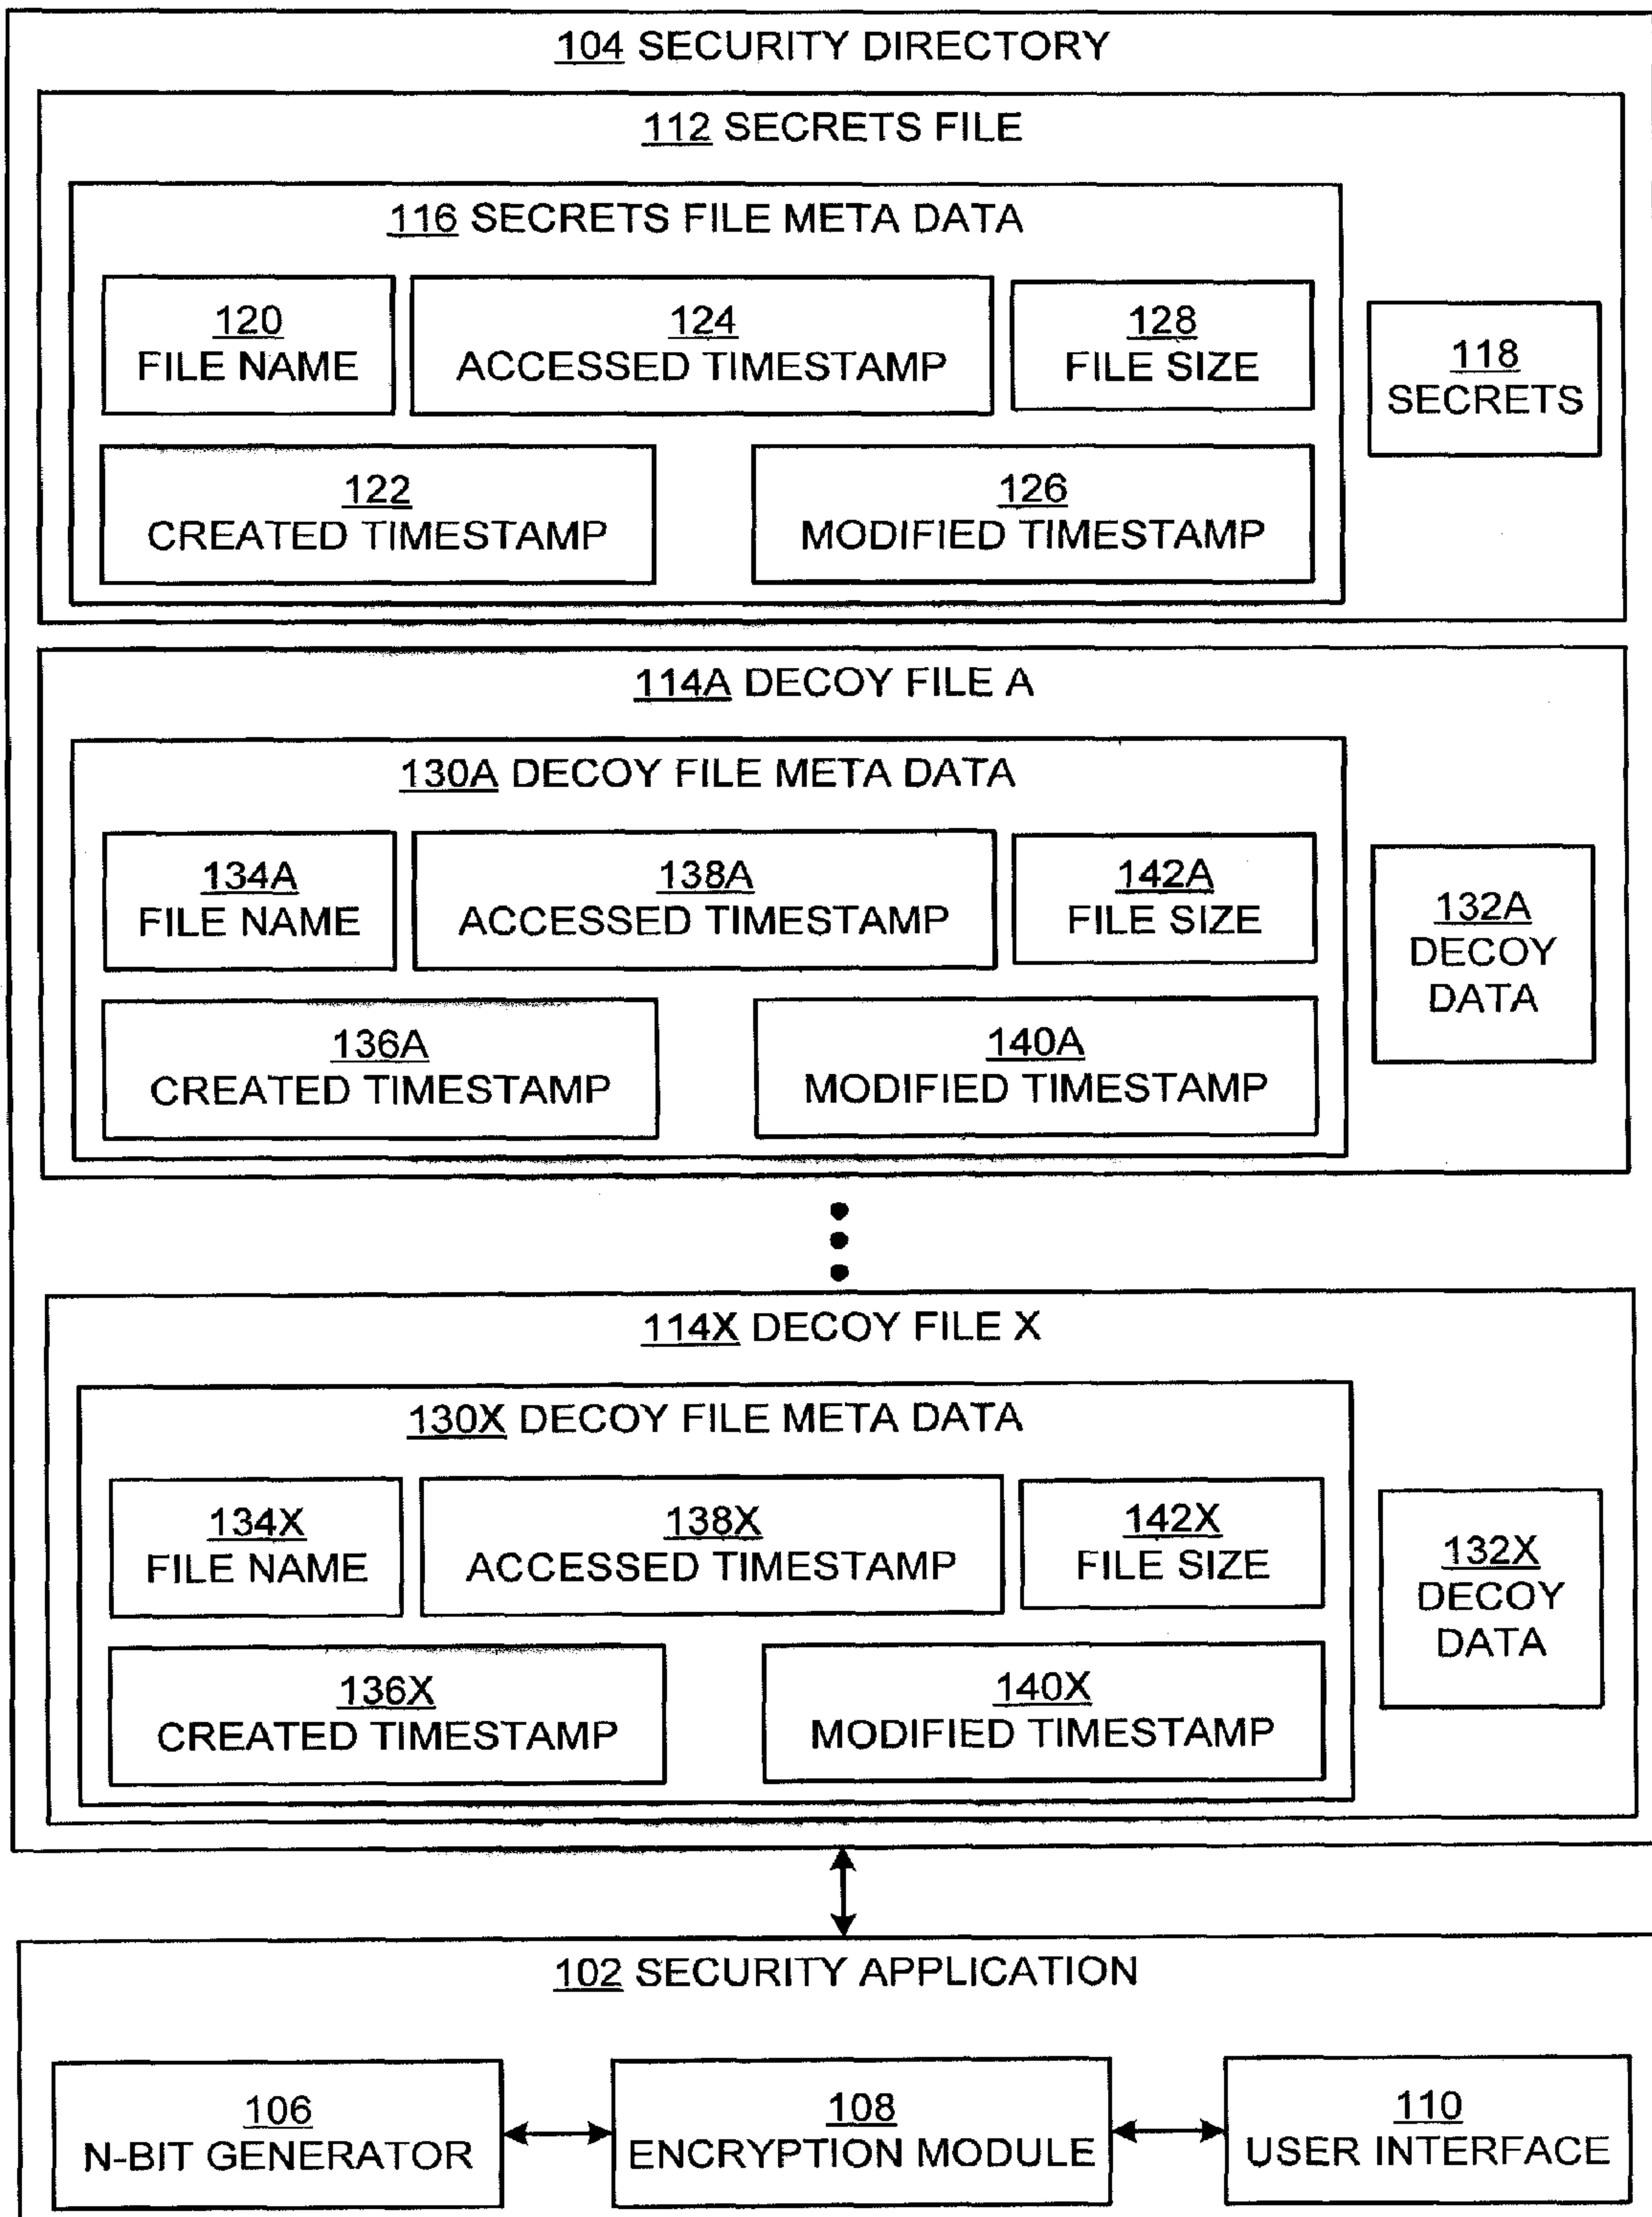 104 SECURITY DIRECTORY
112 SECRETS FILE
116 SECRETS FILE META DATA
120
FILE NAME
124
ACCESSED TIMESTAMP
128
FILE SIZE
118
SECRETS
122
CREATED TIMESTAMP
126
MODIFIED TIMESTAMP
114A DECOY FILE A
130A DECOY FILE META DATA
134A
FILE NAME
138A
ACCESSED TIMESTAMP
142A
FILE SIZE
132A
DECOY
DATA
136A
CREATED TIMESTAMP
140A
MODIFIED TIMESTAMP
114X DECOY FILE X
130X DECOY FILE META DATA
134X
FILE NAME
138X
ACCESSED TIMESTAMP
142X
FILE SIZE
132X
DECOY
DATA
136X
CREATED TIMESTAMP
140X
MODIFIED TIMESTAMP
102 SECURITY APPLICATION
106
N-BIT GENERATOR
108
ENCRYPTION MODULE
110
USER INTERFACE